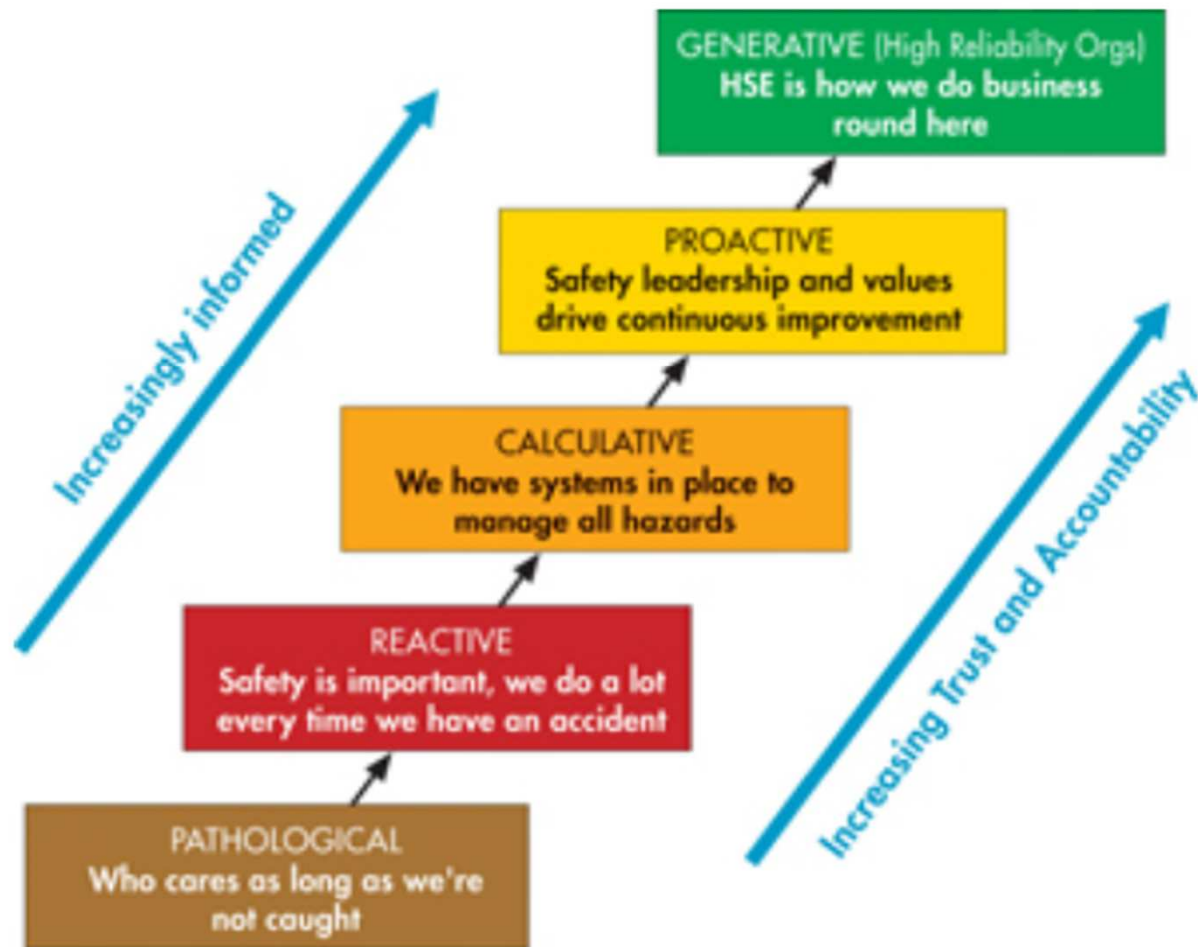 GENERATIVE (High Reliability Orgs)
HSE is how we do business
round here
PROACTIVE
Safety leadership and values
drive continuous improvement
CALCULATIVE
We have systems in place to
manage all hazards
REACTIVE
Safety is important, we do a lot
every time we have an accident
PATHOLOGICAL
Who cares as long as we're
not caught
Increasingly informed
Increasing Trust and Accountability